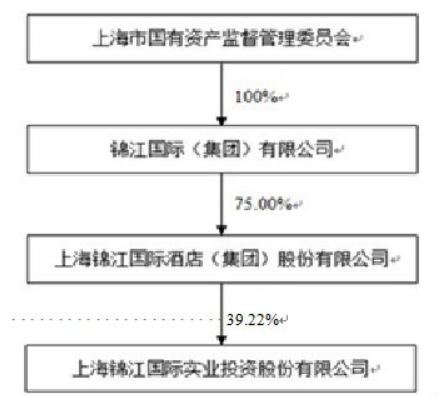 上海市国有资产监督管理委员会↵
100%↵
锦江国际（集团）有限公司↵
75.00%↵
上海锦江国际酒店（集团）股份有限公司↵
39.22%↵
上海锦江国际实业投资股份有限公司↵